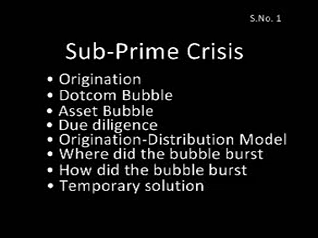 S.No. 1
Sub-Prime Crisis
• Origination
• Dotcom Bubble
• Asset Bubble
• Due diligence
• Origination-Distribution Model
• Where did the bubble burst
• How did the bubble burst
• Temporary solution